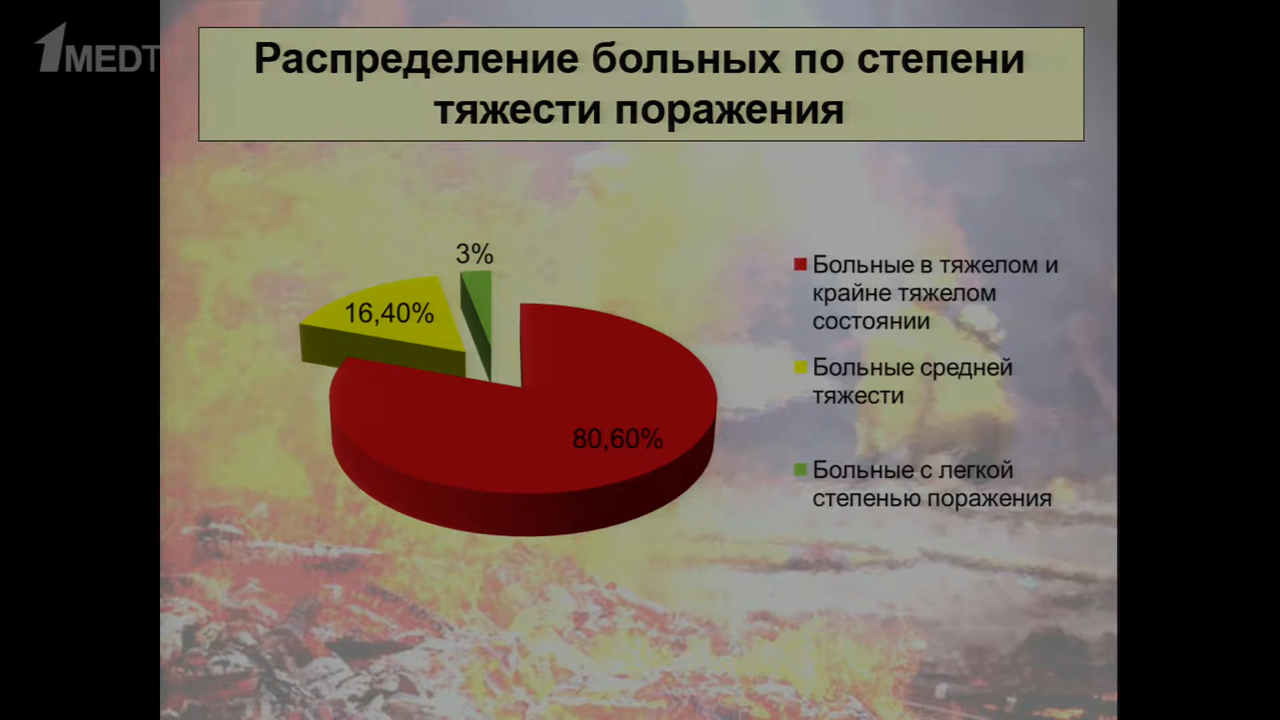 1MEDT
Распределение больных по степени
тяжести поражения
3%
16,40%
80,60%
Больные в тяжелом и
крайне тяжелом
состоянии
Больные средней
тяжести
Больные с легкой
степенью поражения